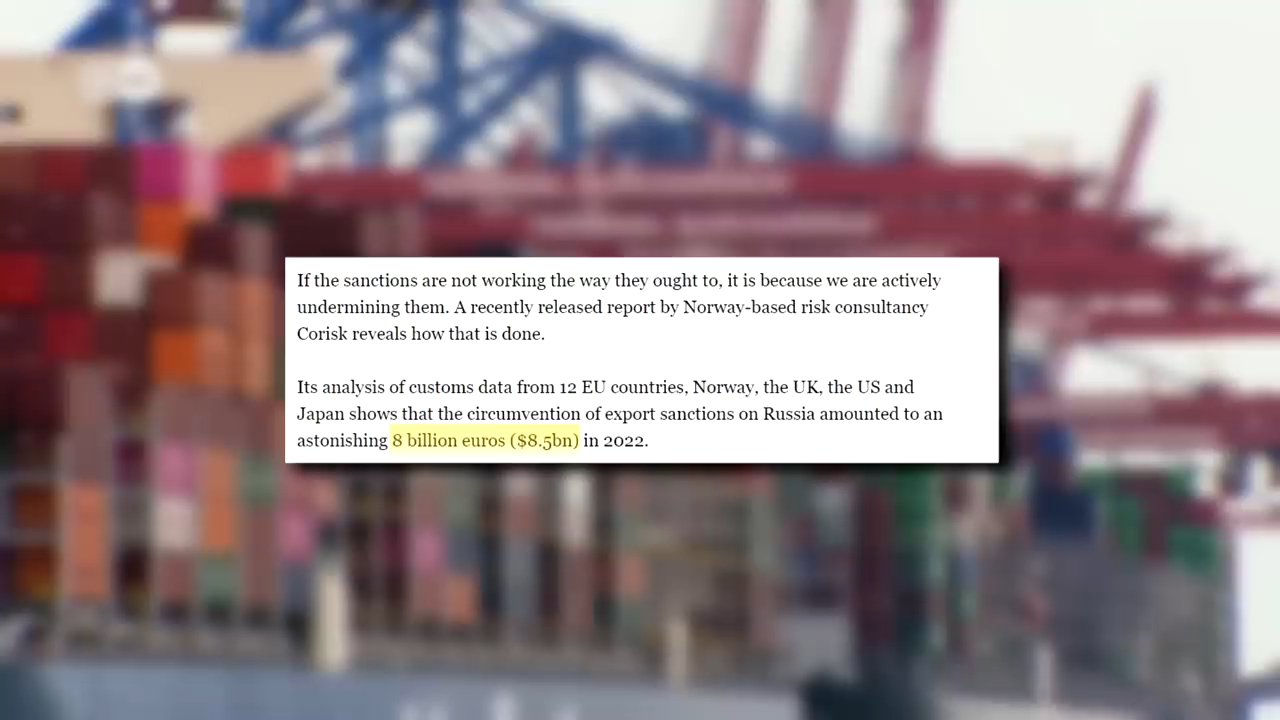 If the sanctions are not working the way they ought to, it is because we are actively
undermining them. A recently released report by Norway-based risk consultancy
Corisk reveals how that is done.
Its analysis of customs data from 12 EU countries, Norway, the UK, the US and
Japan shows that the circumvention of export sanctions on Russia amounted to an
astonishing 8 billion euros ($8.5bn) in 2022.